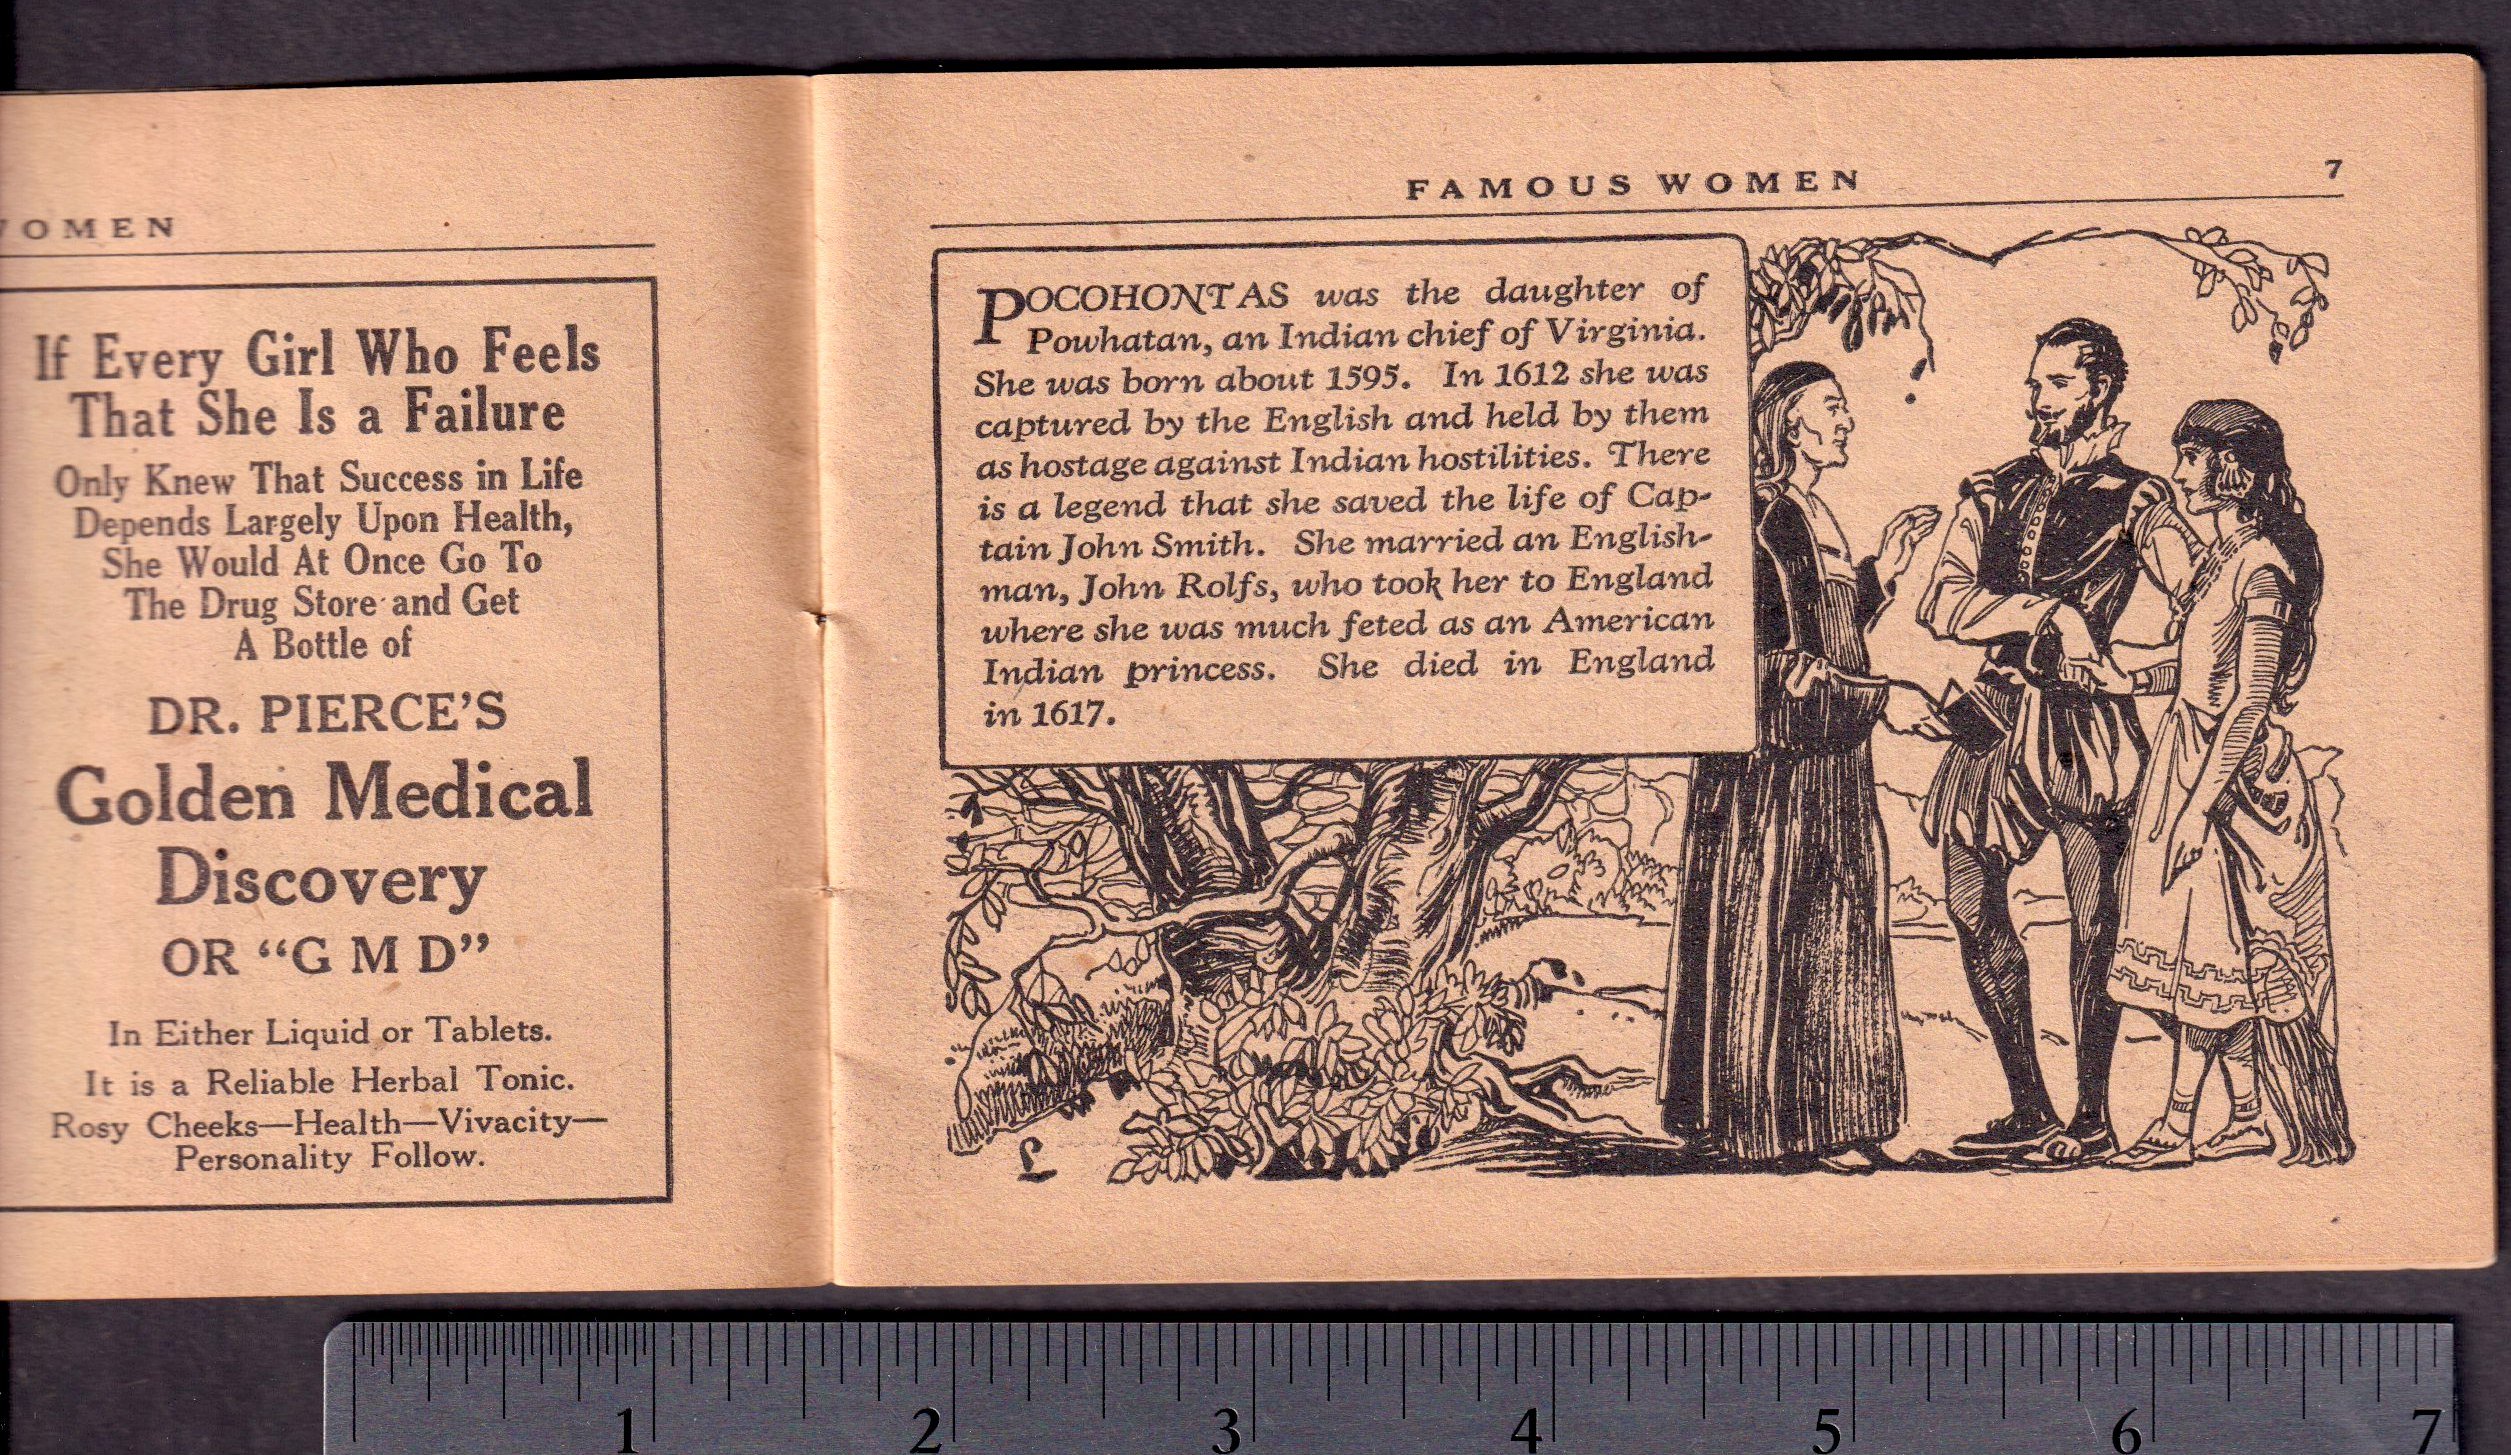 WOMEN
If Every Girl Who Feels
That She Is a Failure
Only Knew That Success in Life
Depends Largely Upon Health,
She Would At Once Go To
The Drug Store and Get
A Bottle of
DR. PIERCE'S
Golden Medical
Discovery
OR "G M D"
In Either Liquid or Tablets.
It is a Reliable Herbal Tonic.
Rosy Cheeks—Health—Vivacity—
Personality Follow.
FAMOUS WOMEN 7
POCOHONTAS was the daughter of
Powhatan, an Indian chief of Virginia.
She was born about 1595. In 1612 she was
captured by the English and held by them
as hostage against Indian hostilities. There
is a legend that she saved the life of Cap-
tain John Smith. She married an English-
man, John Rolfs, who took her to England
where she was much feted as an American
Indian princess. She died in England
in 1617.
L
1 2 3 4 5 6 7